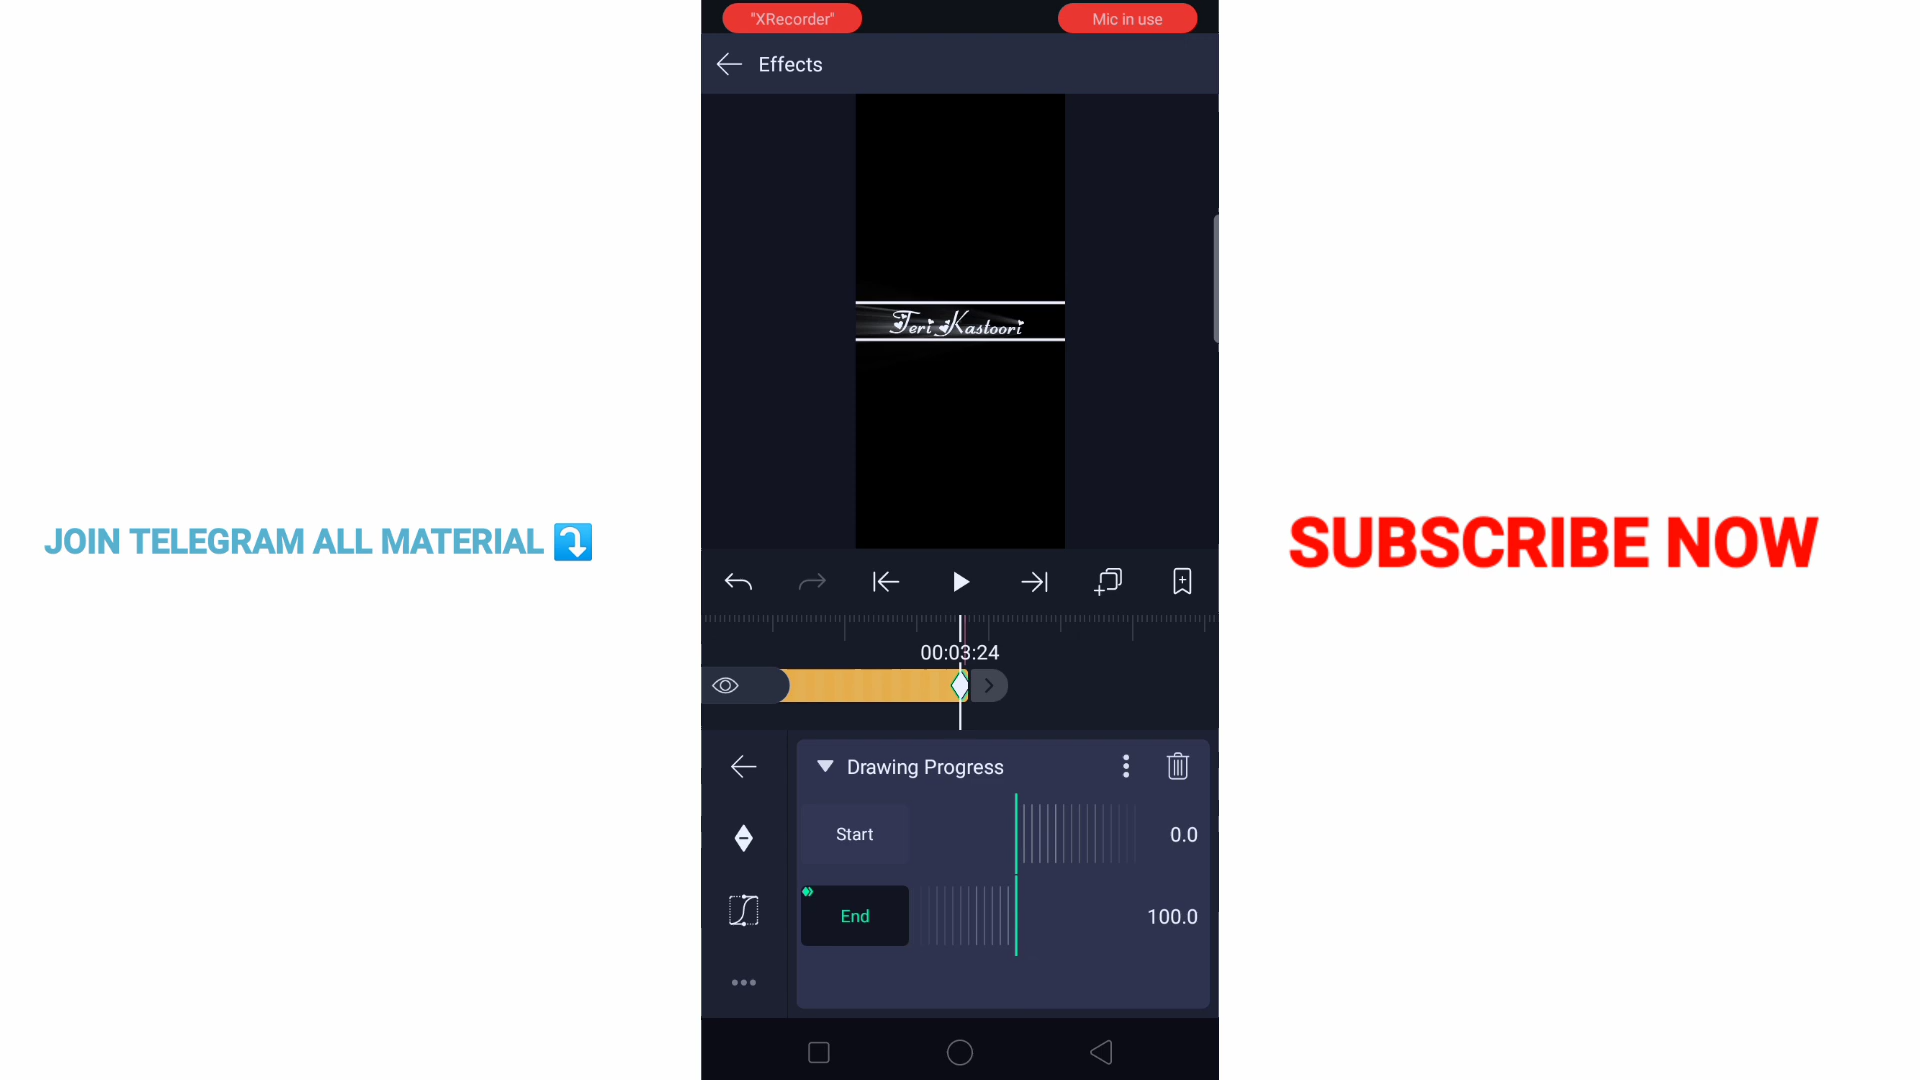 "XRecorder"
Mic in use
Effects
Teri Kastoori
JOIN TELEGRAM ALL MATERIAL ⤵️
SUBSCRIBE NOW
00:03:24
Drawing Progress
Start
0.0
End
100.0